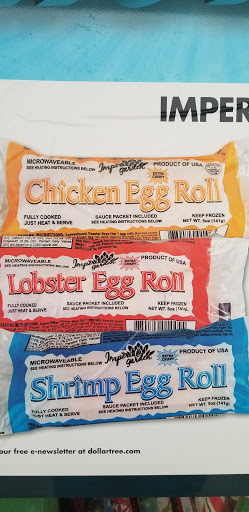 IMPER
MICROWAVEABLE
SEE HEATING INSTRUCTIONS BELOW
Imperial garden
EXTRA
PRODUCT OF USA
Chicken Egg Roll
FULLY COOKED
JUST HEAT & SERVE
SAUCE PACKET INCLUDED
SEE HEATING INSTRUCTIONS BELOW
KEEP FROZEN
NET WT. 5oz (141g)
MICROWAVEABLE
SEE HEATING INSTRUCTIONS BELOW
Imperial garden
PRODUCT OF USA
Lobster Egg Roll
FULLY COOKED
JUST HEAT & SERVE
SAUCE PACKET INCLUDED
SEE HEATING INSTRUCTIONS BELOW
KEEP FROZEN
NET WT. 5oz (141g)
MICROWAVEABLE
SEE HEATING INSTRUCTIONS BELOW
Imperial garden
EXTRA
PRODUCT OF USA
Shrimp Egg Roll
FULLY COOKED
JUST HEAT & SERVE
SAUCE PACKET INCLUDED
SEE HEATING INSTRUCTIONS BELOW
KEEP FROZEN
NET WT. 5oz (141g)
our free e-newsletter at dollartree.com